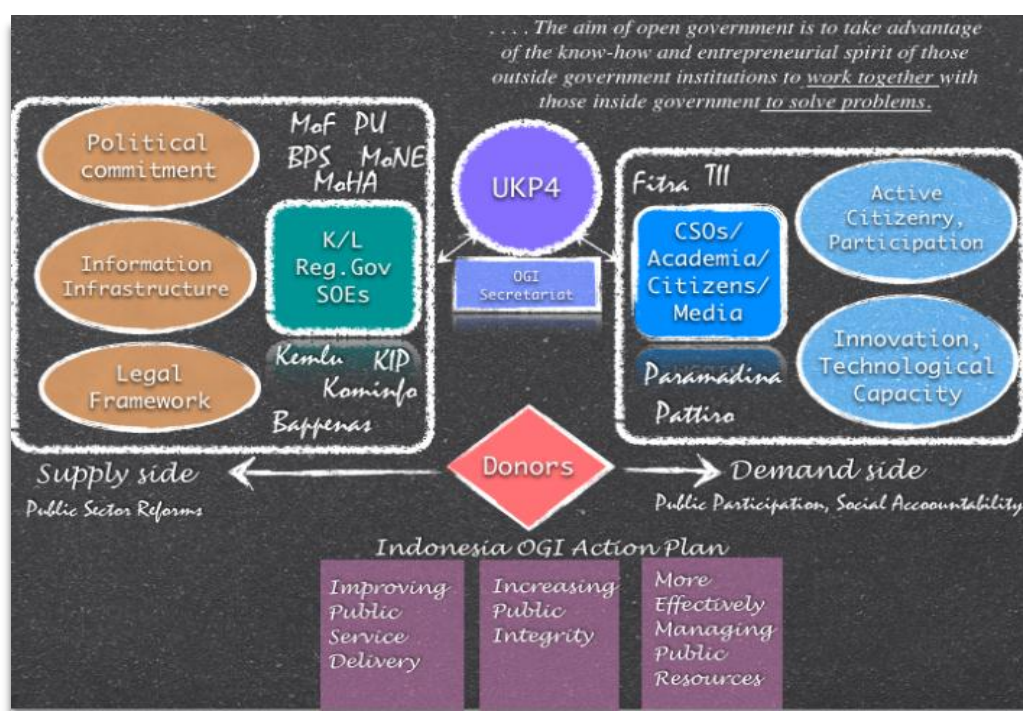 . . . . The aim of open government is to take advantage
of the know-how and entrepreneurial spirit of those
outside government institutions to work together with
those inside government to solve problems.
Political
commitment
Information
Infrastructure
Legal
Framework
MoF PU
BPS MoNE
MoHA
K/L
Reg.Gov
SOEs
Kemlu KIP
Kominfo
Bappenas
UKP4
OGI
Secretariat
Fitra TII
CSOs/
Academia/
Citizens/
Media
Paramadina
Pattiro
Active
Citizenry,
Participation
Innovation,
Technological
Capacity
Supply side
Public Sector Reforms
Donors
Demand side
Public Participation, Social Accoountability
Indonesia OGI Action Plan
Improving
Public
Service
Delivery
Increasing
Public
Integrity
More
Effectively
Managing
Public
Resources